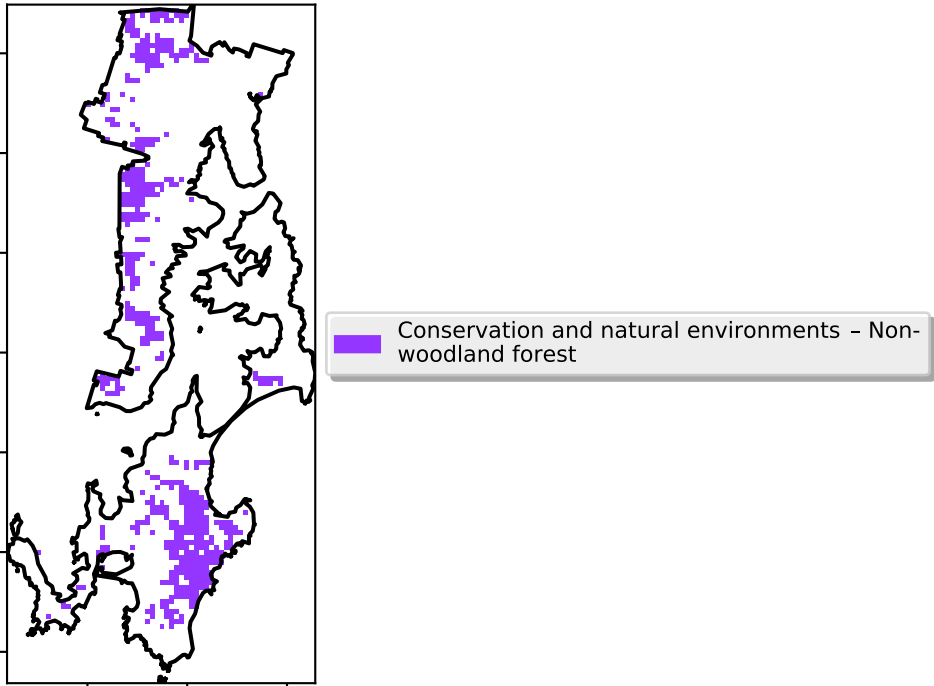 Conservation and natural environments – Non-
woodland forest